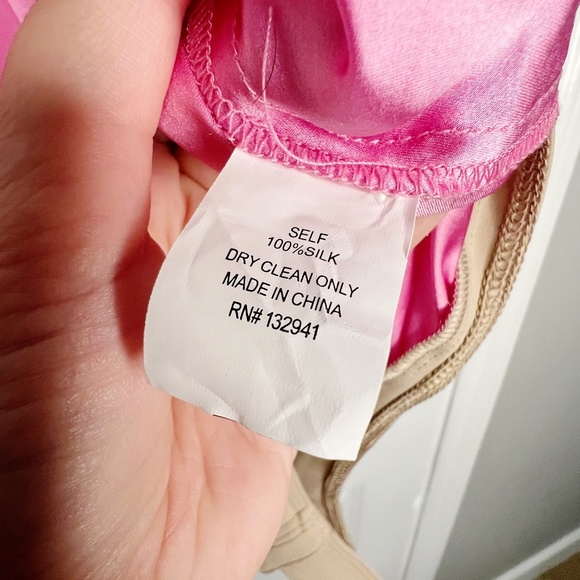 SELF
100%SILK
DRY CLEAN ONLY
MADE IN CHINA
RN# 132941